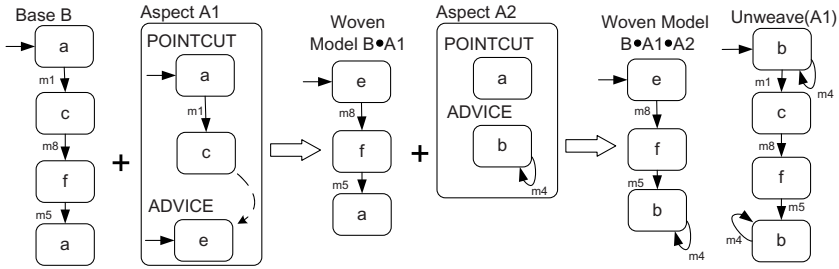 Base B
a
m1
c
m8
f
m5
a
+
Aspect A1
POINTCUT
a
m1
c
ADVICE
e
Woven
Model B●A1
e
m8
f
m5
a
+
Aspect A2
POINTCUT
a
ADVICE
b
m4
Woven Model
B●A1●A2
e
m8
f
m5
b
m4
Unweave(A1)
b
m4
m1
c
m8
f
m5
b
m4